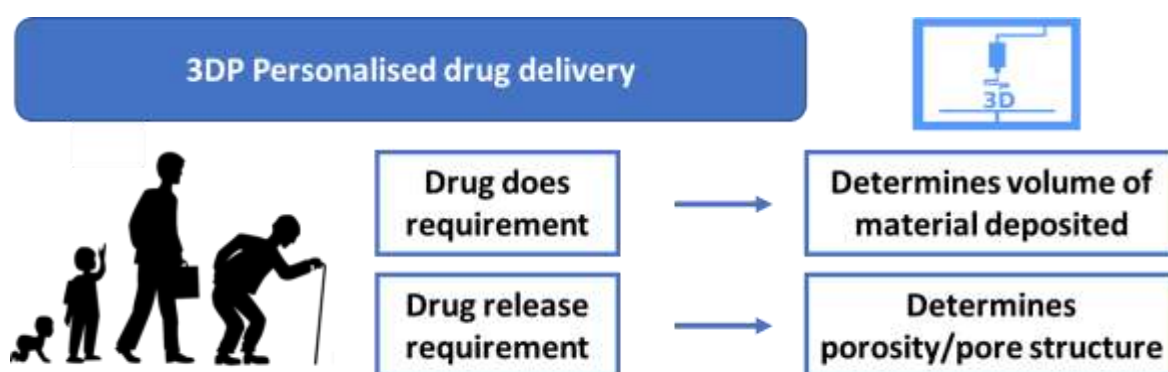 3DP Personalised drug delivery
3D
Drug does
requirement
Determines volume of
material deposited
Drug release
requirement
Determines
porosity/pore structure